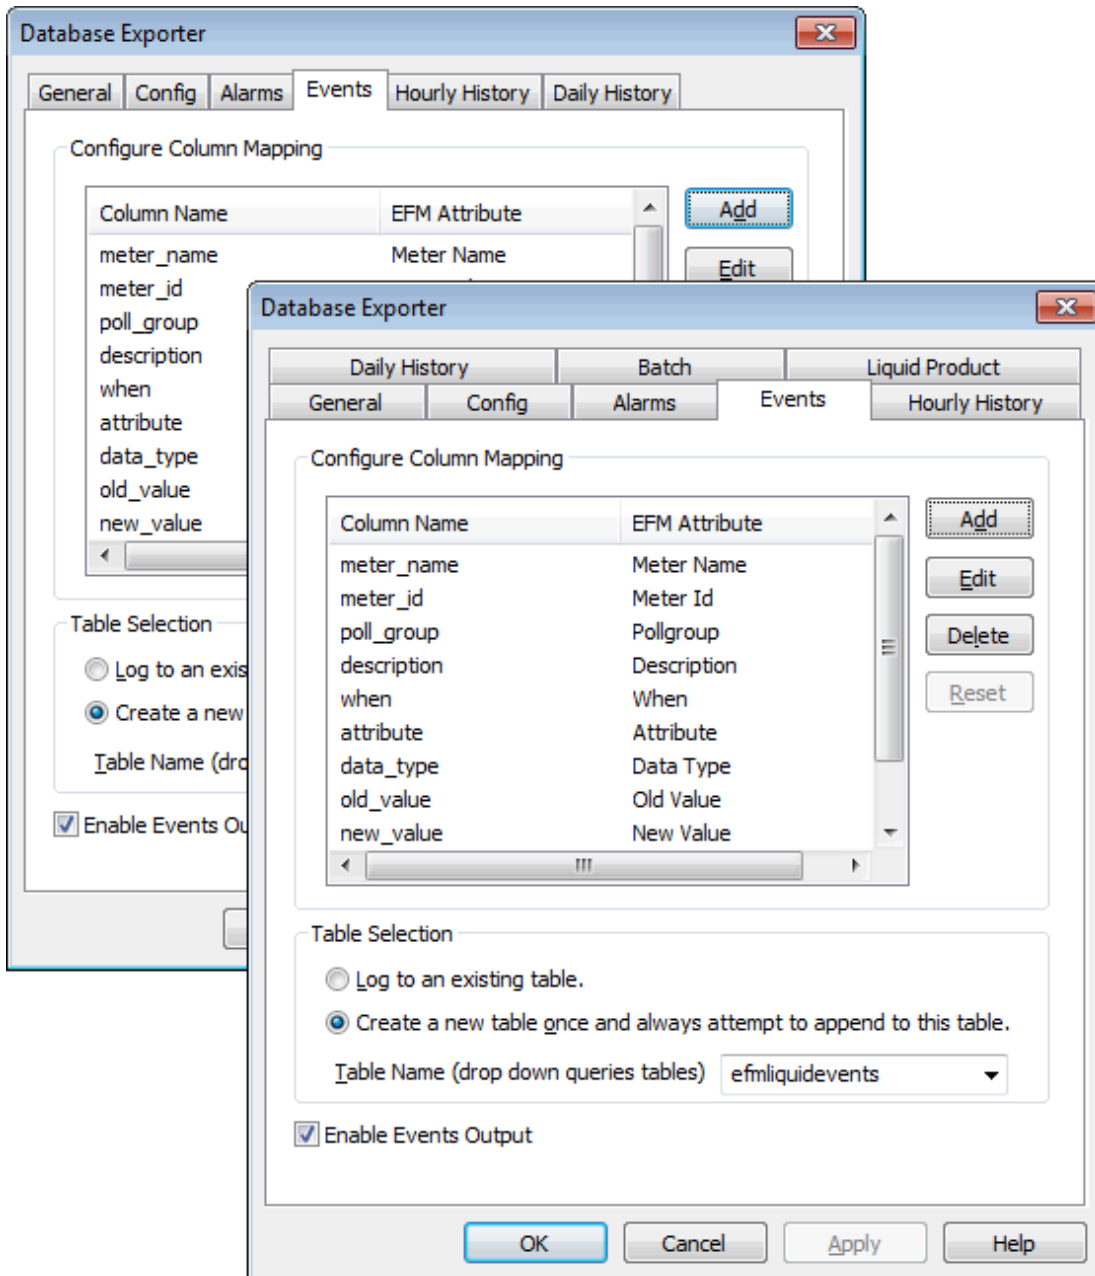 Database Exporter
General Config Alarms Events Hourly History Daily History
Configure Column Mapping
Column Name EFM Attribute
Add
meter_name Meter Name
Edit
meter_id
poll_group
description
when
attribute
data_type
old_value
new_value
Table Selection
Log to an exis
Create a new
Table Name (dro
Enable Events Ou
Database Exporter
Daily History Batch Liquid Product
General Config Alarms Events Hourly History
Configure Column Mapping
Column Name EFM Attribute
Add
meter_name Meter Name
Edit
meter_id Meter Id
poll_group Pollgroup
Delete
description Description
when When
Reset
attribute Attribute
data_type Data Type
old_value Old Value
new_value New Value
Table Selection
Log to an existing table.
Create a new table once and always attempt to append to this table.
Table Name (drop down queries tables) efmliquidevents
Enable Events Output
OK Cancel Apply Help